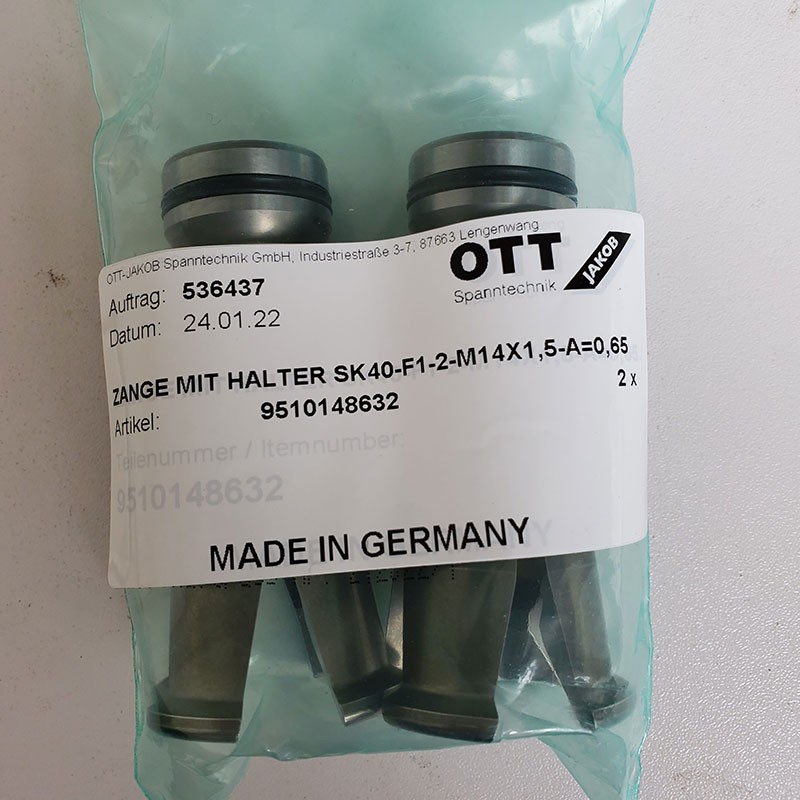 OTT-JAKOB Spanntechnik GmbH, Industriestraße 3-7, 87663 Lengenwang
OTT
JAKOB
Spanntechnik
Auftrag: 536437
Datum: 24.01.22
ZANGE MIT HALTER SK40-F1-2-M14X1,5-A=0,65
2 x
Artikel: 9510148632
Teilenummer / Itemnumber:
9510148632
MADE IN GERMANY